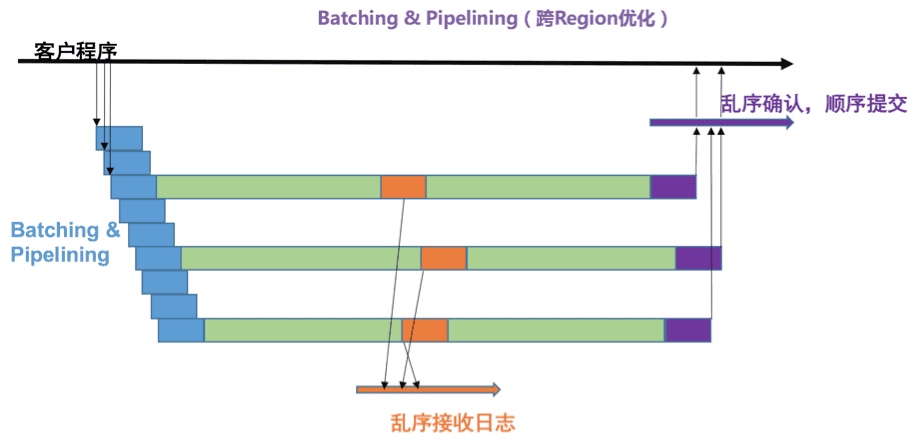 Batching & Pipelining（跨Region优化）
客户程序
乱序确认，顺序提交
Batching &
Pipelining
乱序接收日志